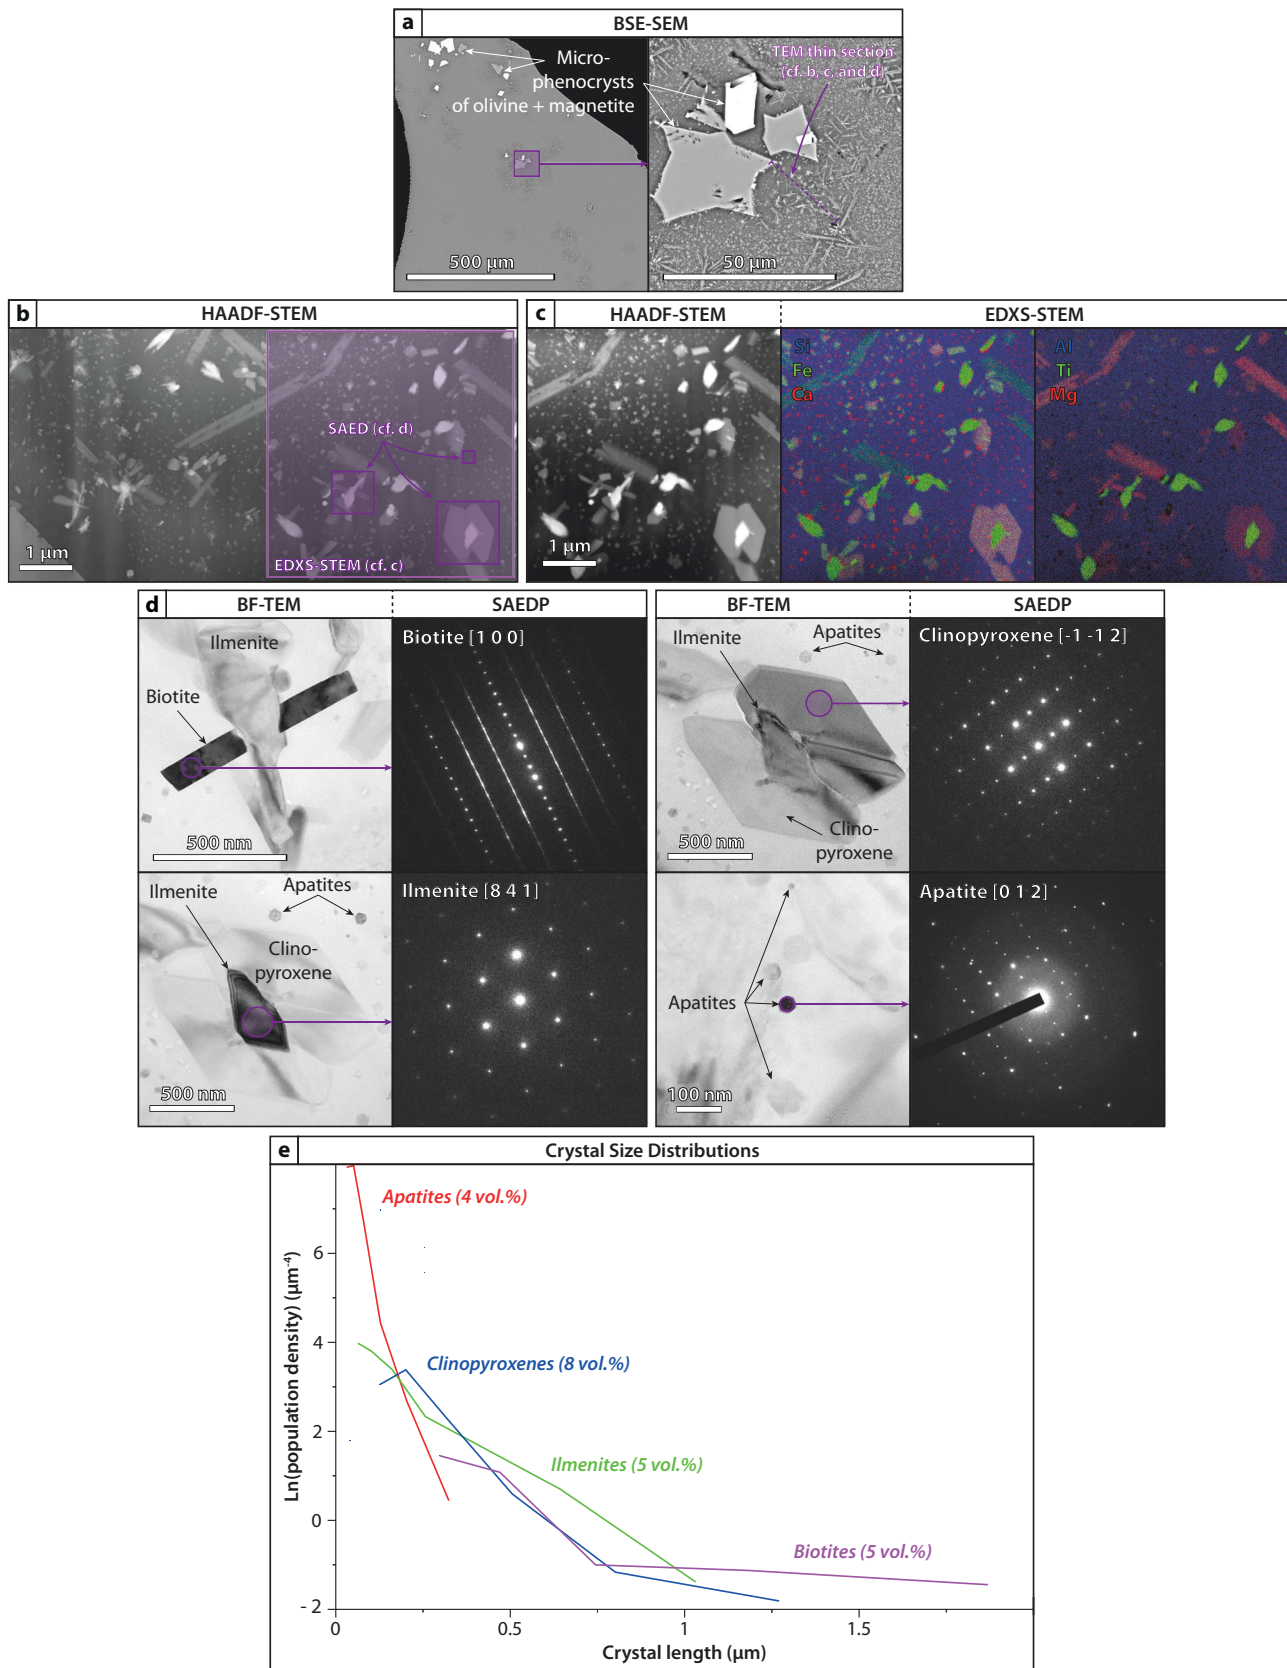 a
BSE-SEM
Micro-
phenocrysts
of olivine + magnetite
500 μm
TEM thin section
(cf. b, c, and d)
50 μm
b
HAADF-STEM
SAED (cf. d)
1 μm
EDXS-STEM (cf. c)
c
HAADF-STEM
EDXS-STEM
1 μm
Si
Fe
Ca
Al
Ti
Mg
d
BF-TEM
SAEDP
Ilmenite
Biotite
500 nm
Biotite [1 0 0]
Ilmenite
Apatites
Clino-
pyroxene
500 nm
Ilmenite [8 4 1]
BF-TEM
SAEDP
Ilmenite
Apatites
Clino-
pyroxene
500 nm
Clinopyroxene [-1 -1 2]
Apatites
100 nm
Apatite [0 1 2]
e
Crystal Size Distributions
Apatites (4 vol.%)
Clinopyroxenes (8 vol.%)
Ilmenites (5 vol.%)
Biotites (5 vol.%)
Ln(population density) (μm⁻⁴)
6
4
2
0
- 2
0
0.5
1
1.5
Crystal length (μm)